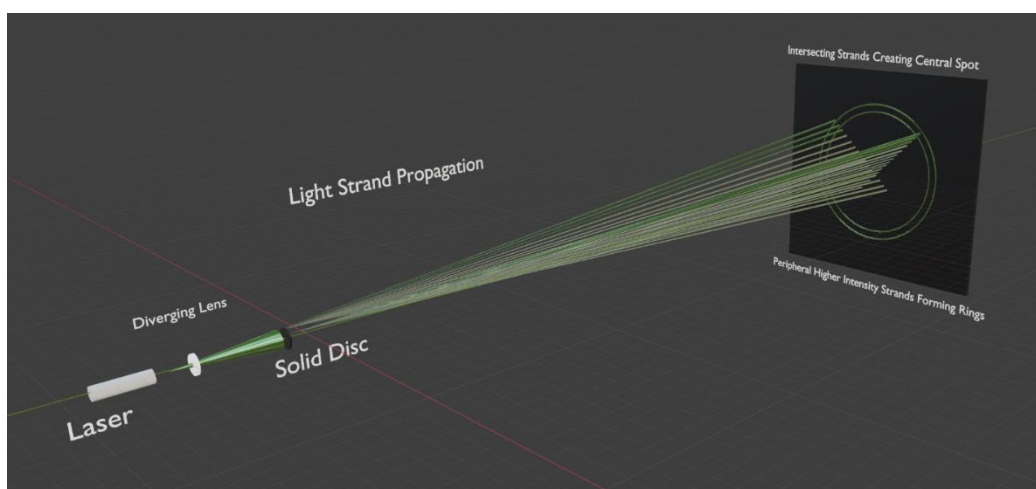 Intersecting Strands Creating Central Spot
Light Strand Propagation
Peripheral Higher Intensity Strands Forming Rings
Diverging Lens
Solid Disc
Laser